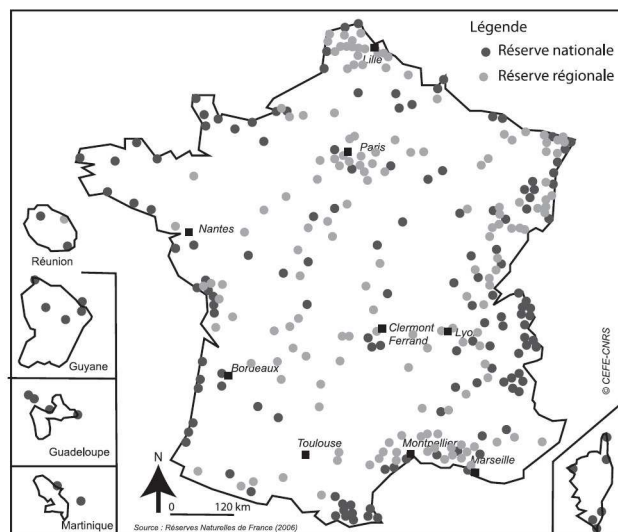 Légende
Réserve nationale
Réserve régionale
Lille
Paris
Nantes
Réunion
Guyane
Clermont
Ferrand
Lyo
© CEFE-CNRS
Bordeaux
Guadeloupe
Toulouse
Montpellier
Marseille
N
0 120 km
Martinique
Source : Réserves Naturelles de France (2006)